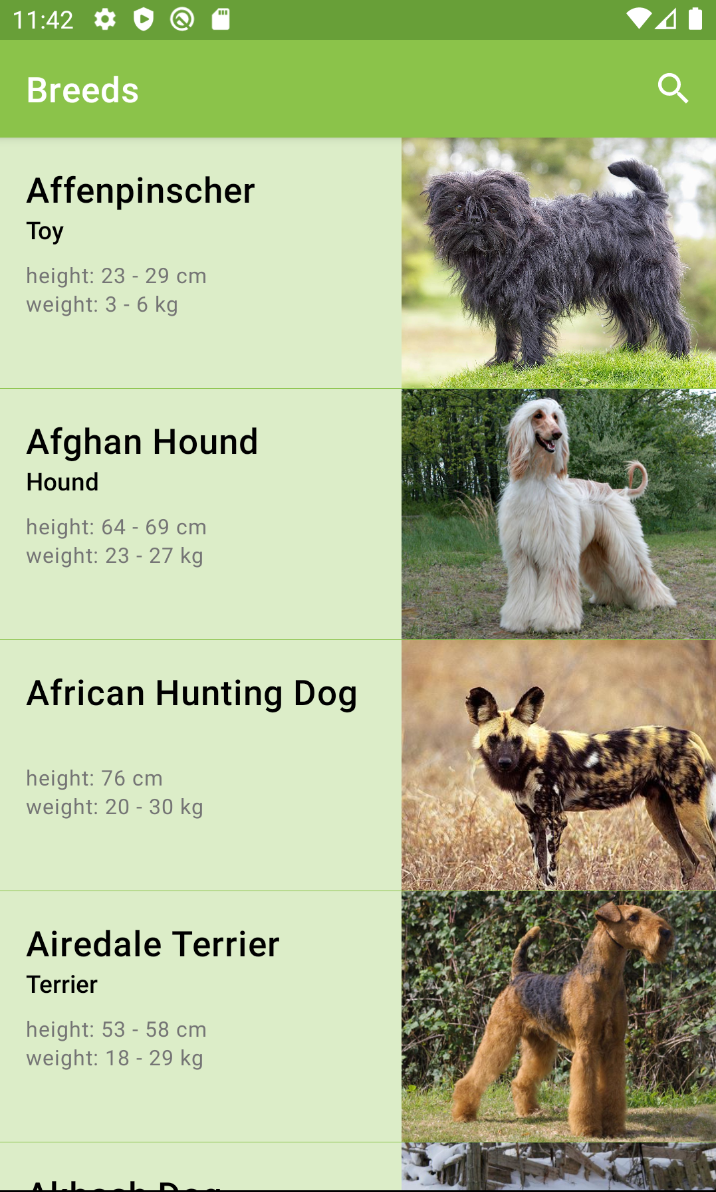 11:42
Breeds
Affenpinscher
Toy
height: 23 - 29 cm
weight: 3 - 6 kg
Afghan Hound
Hound
height: 64 - 69 cm
weight: 23 - 27 kg
African Hunting Dog
height: 76 cm
weight: 20 - 30 kg
Airedale Terrier
Terrier
height: 53 - 58 cm
weight: 18 - 29 kg
Akbash Dog